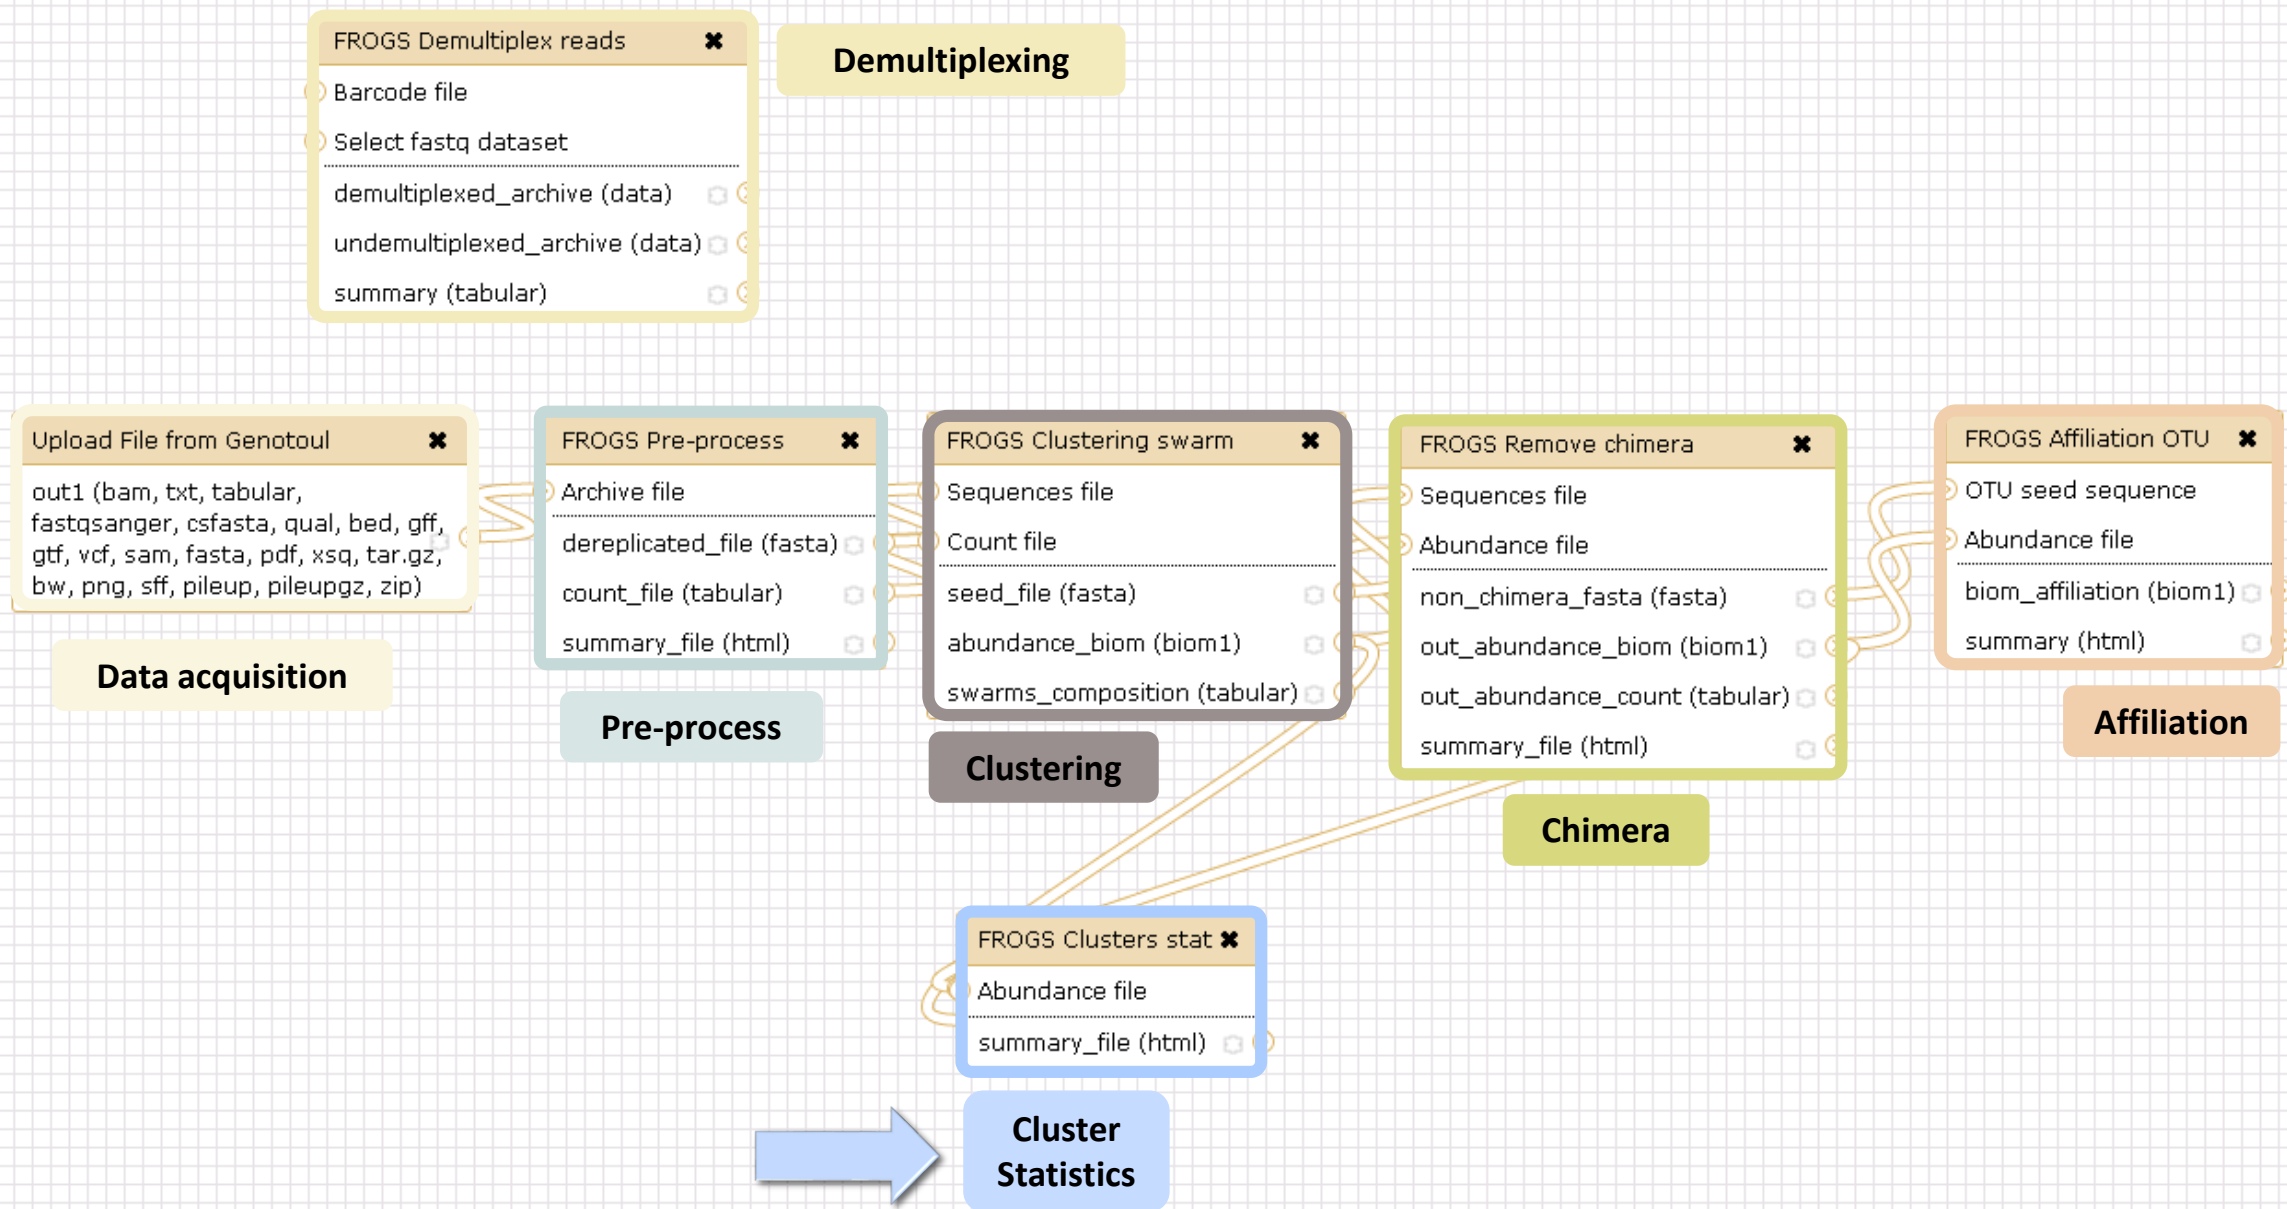 FROGS Demultiplex reads
Barcode file
Select fastq dataset
demultiplexed_archive (data)
undemultiplexed_archive (data)
summary (tabular)
Demultiplexing
Upload File from Genotoul
out1 (bam, txt, tabular,
fastqsanger, csfasta, qual, bed, gff,
gtf, vcf, sam, fasta, pdf, xsq, tar.gz,
bw, png, sff, pileup, pileupgz, zip)
Data acquisition
FROGS Pre-process
Archive file
dereplicated_file (fasta)
count_file (tabular)
summary_file (html)
Pre-process
FROGS Clustering swarm
Sequences file
Count file
seed_file (fasta)
abundance_biom (biom1)
swarms_composition (tabular)
Clustering
FROGS Remove chimera
Sequences file
Abundance file
non_chimera_fasta (fasta)
out_abundance_biom (biom1)
out_abundance_count (tabular)
summary_file (html)
Chimera
FROGS Affiliation OTU
OTU seed sequence
Abundance file
biom_affiliation (biom1)
summary (html)
Affiliation
FROGS Clusters stat
Abundance file
summary_file (html)
Cluster
Statistics